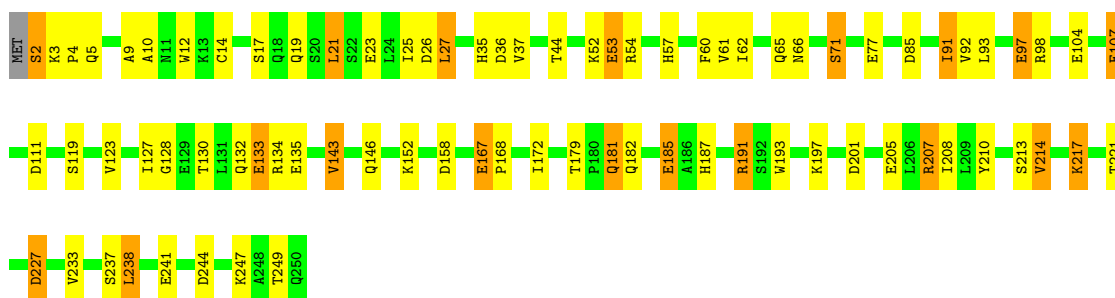 MET S2 K3 P4 Q5 A9 A10 N11 W12 K13 C14 S17 Q18 Q19 S20 L21 S22 E23 L24 I25 D26 L27 H35 D36 V37 T44 K52 E53 R54 H57 F60 V61 I62 Q65 N66 S71 E77 D85 I91 V92 L93 E97 R98 E104
D111 S119 V123 I127 G128 E129 T130 L131 Q132 E133 R134 E135 V143 Q146 K152 D158 E167 P168 I172 T179 P180 Q181 Q182 E185 A186 H187 R191 S192 W193 K197 D201 E205 L206 R207 I208 L209 Y210 S213 V214 K217
D227 V233 S237 L238 E241 D244 K247 A248 T249 Q250